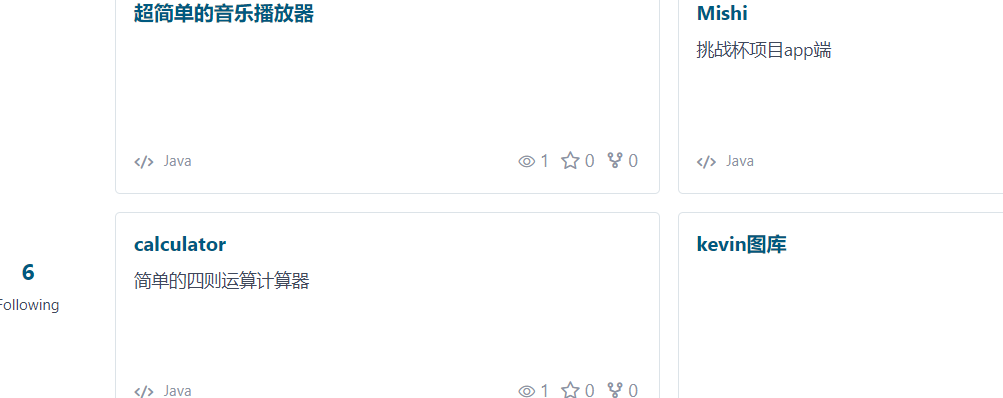 超简单的音乐播放器
Java
1 0 0
Mishi
挑战杯项目app端
Java
6
Following
calculator
简单的四则运算计算器
Java
1 0 0
kevin图库